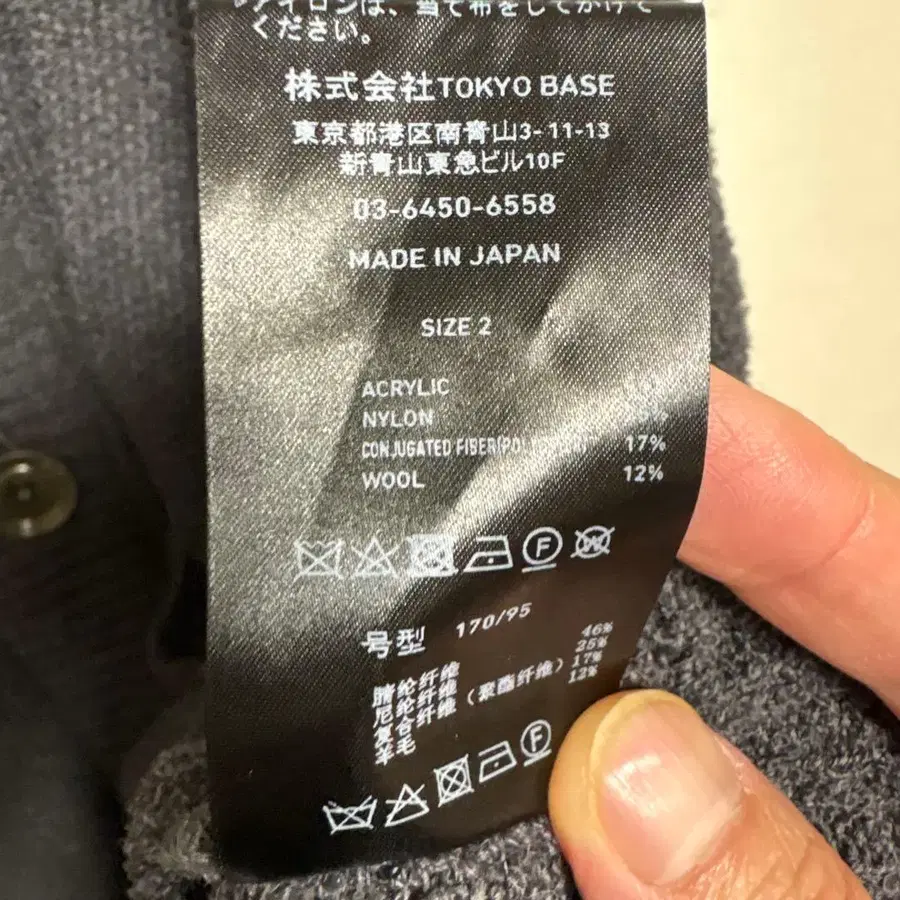 アイロンは、当て布をしてかけて
ください。
株式会社TOKYO BASE
東京都港区南青山3-11-13
新青山東急ビル10F
03-6450-6558
MADE IN JAPAN
SIZE 2
ACRYLIC
NYLON
CONJUGATED FIBER 17%
WOOL 12%
F
W
号型 170/95
腈纶纤维 46%
尼纶纤维 25%
复合纤维（聚酯纤维）17%
羊毛 12%
F